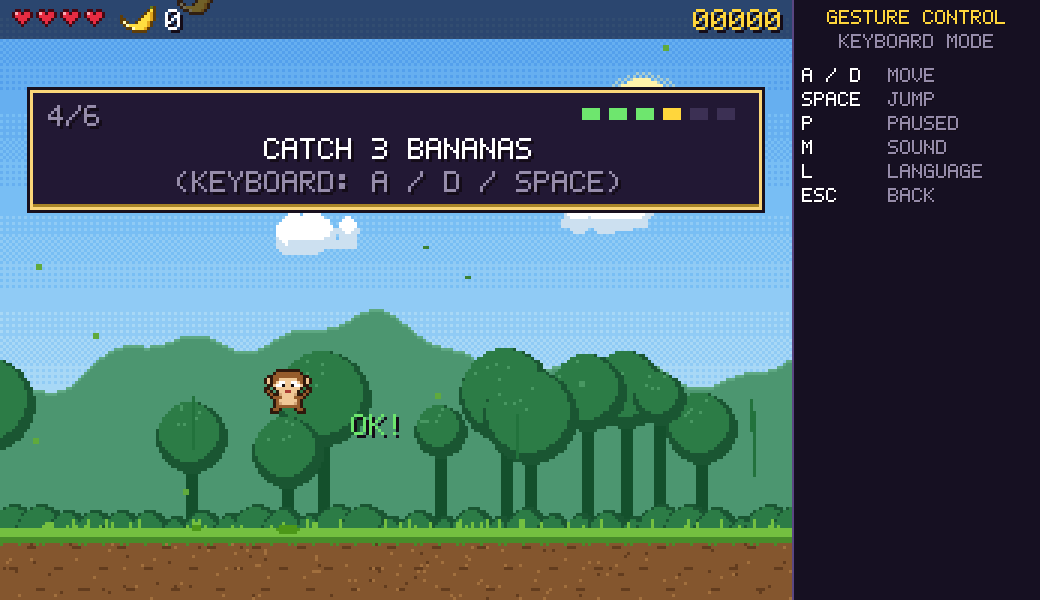 0
00000
4/6
CATCH 3 BANANAS
(KEYBOARD: A / D / SPACE)
OK!
GESTURE CONTROL
KEYBOARD MODE
A / D MOVE
SPACE JUMP
P PAUSED
M SOUND
L LANGUAGE
ESC BACK